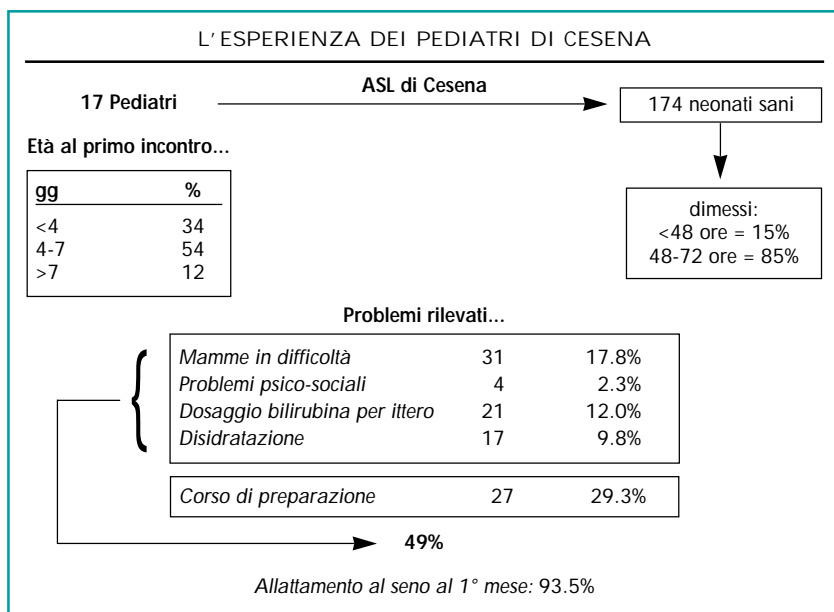 L'ESPERIENZA DEI PEDIATRI DI CESENA
17 Pediatri
ASL di Cesena
174 neonati sani
Età al primo incontro...
gg %
<4 34
4-7 54
>7 12
dimessi:
<48 ore = 15%
48-72 ore = 85%
Problemi rilevati...
Mamme in difficoltà 31 17.8%
Problemi psico-sociali 4 2.3%
Dosaggio bilirubina per ittero 21 12.0%
Disidratazione 17 9.8%
Corso di preparazione 27 29.3%
49%
Allattamento al seno al 1° mese: 93.5%